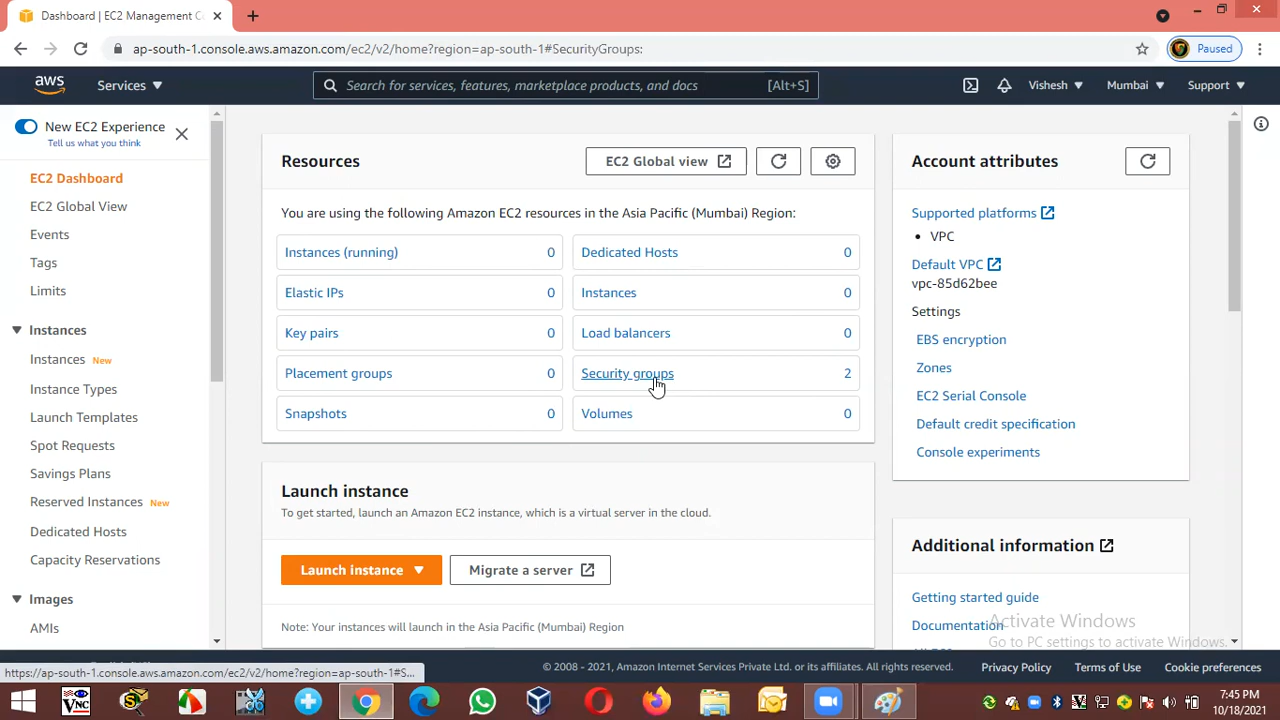 Dashboard | EC2 Management C
ap-south-1.console.aws.amazon.com/ec2/v2/home?region=ap-south-1#SecurityGroups:
Paused
aws
Services
Search for services, features, marketplace products, and docs
[Alt+S]
Vishesh
Mumbai
Support
New EC2 Experience
Tell us what you think
EC2 Dashboard
EC2 Global View
Events
Tags
Limits
Instances
Instances New
Instance Types
Launch Templates
Spot Requests
Savings Plans
Reserved Instances New
Dedicated Hosts
Capacity Reservations
Images
AMIs
Resources
EC2 Global view
You are using the following Amazon EC2 resources in the Asia Pacific (Mumbai) Region:
Instances (running) 0
Dedicated Hosts 0
Elastic IPs 0
Instances 0
Key pairs 0
Load balancers 0
Placement groups 0
Security groups 2
Snapshots 0
Volumes 0
Launch instance
To get started, launch an Amazon EC2 instance, which is a virtual server in the cloud.
Launch instance
Migrate a server
Note: Your instances will launch in the Asia Pacific (Mumbai) Region
Account attributes
Supported platforms
• VPC
Default VPC
vpc-85d62bee
Settings
EBS encryption
Zones
EC2 Serial Console
Default credit specification
Console experiments
Additional information
Getting started guide
Documentation
Activate Windows
Go to PC settings to activate Windows.
https://ap-south-1.console.aws.amazon.com/ec2/v2/home?region=ap-south-1#S...
© 2008 - 2021, Amazon Internet Services Private Ltd. or its affiliates. All rights reserved.
Privacy Policy
Terms of Use
Cookie preferences
7:45 PM
10/18/2021